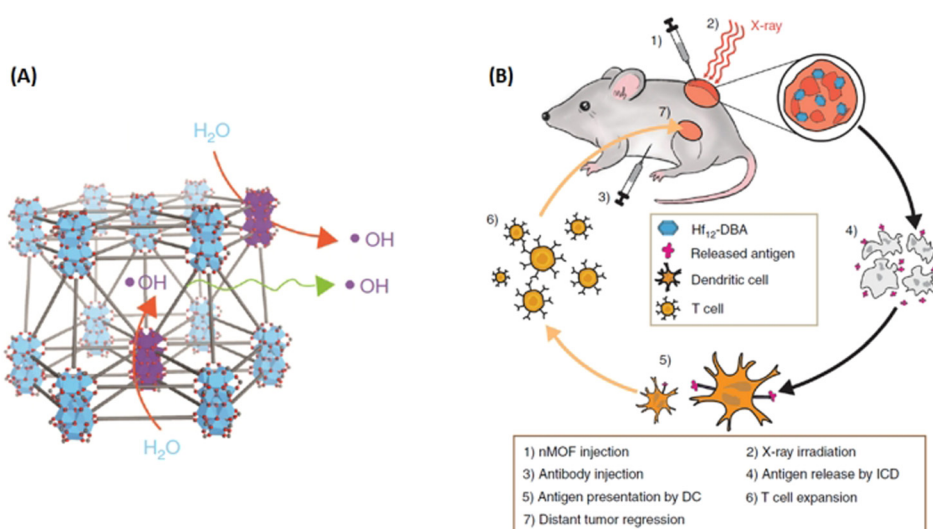 (A)
H₂O
• OH
• OH
• OH
H₂O
(B)
1)
2)
X-ray
7)
3)
6)
4)
5)
Hf₁₂-DBA
Released antigen
Dendritic cell
T cell
1) nMOF injection
2) X-ray irradiation
3) Antibody injection
4) Antigen release by ICD
5) Antigen presentation by DC
6) T cell expansion
7) Distant tumor regression